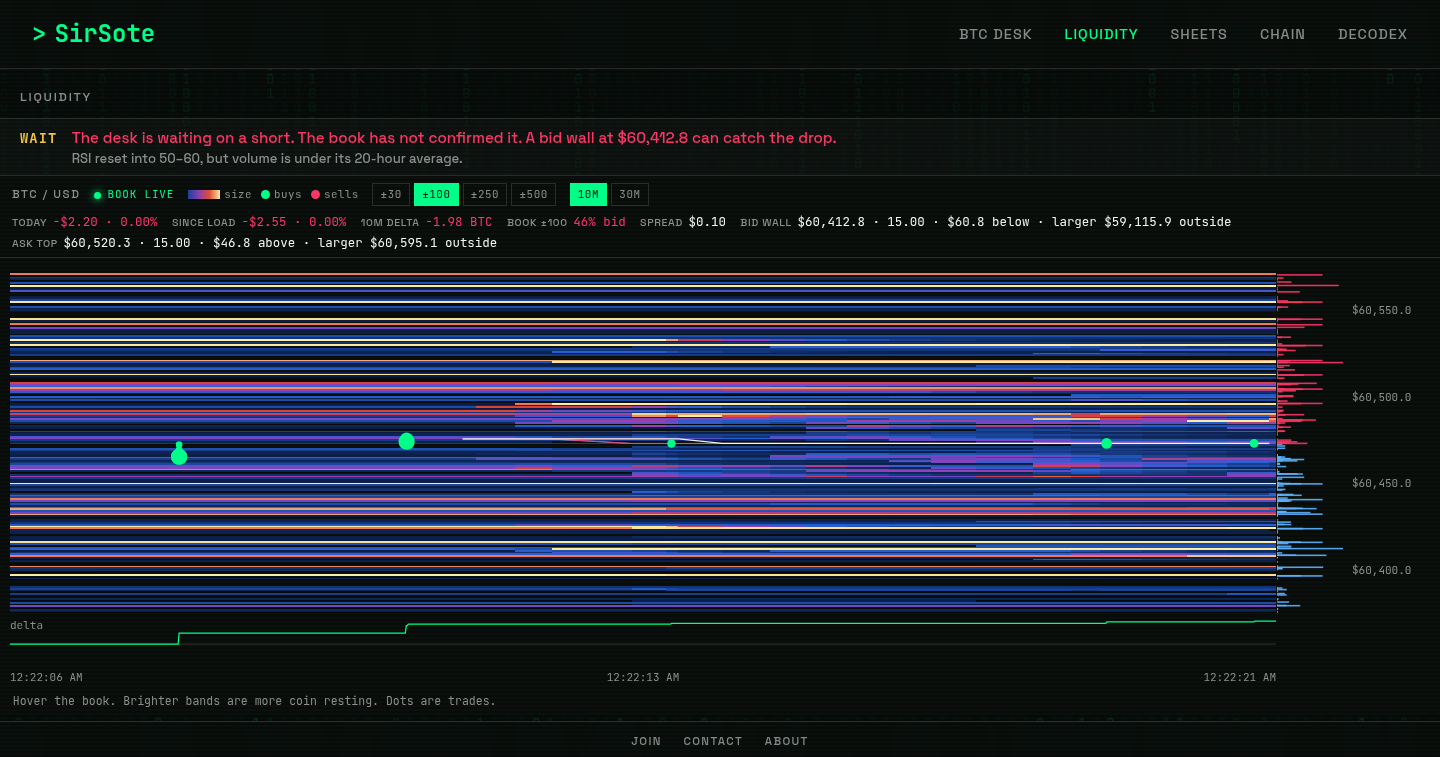 > SirSote
BTC DESK LIQUIDITY SHEETS CHAIN DECODEX
LIQUIDITY
WAIT The desk is waiting on a short. The book has not confirmed it. A bid wall at $60,412.8 can catch the drop.
RSI reset into 50–60, but volume is under its 20-hour average.
BTC / USD BOOK LIVE size buys sells ±30 ±100 ±250 ±500 10M 30M
TODAY -$2.20 · 0.00% SINCE LOAD -$2.55 · 0.00% 10M DELTA -1.98 BTC BOOK ±100 46% bid SPREAD $0.10 BID WALL $60,412.8 · 15.00 · $60.8 below · larger $59,115.9 outside
ASK TOP $60,520.3 · 15.00 · $46.8 above · larger $60,595.1 outside
$60,550.0
$60,500.0
$60,450.0
$60,400.0
delta
12:22:06 AM 12:22:13 AM 12:22:21 AM
Hover the book. Brighter bands are more coin resting. Dots are trades.
JOIN CONTACT ABOUT